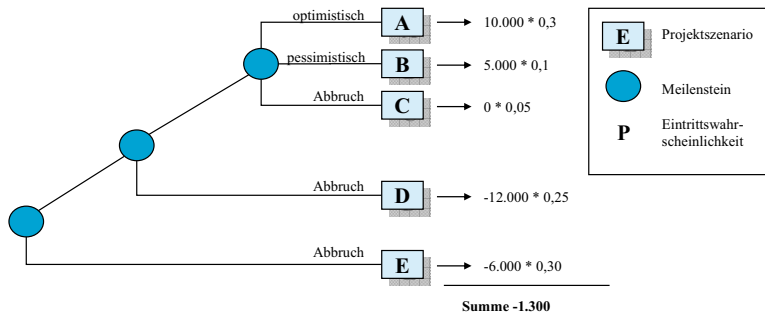 optimistisch A 10.000 * 0,3
pessimistisch B 5.000 * 0,1
Abbruch C 0 * 0,05
Abbruch D -12.000 * 0,25
Abbruch E -6.000 * 0,30
Summe -1.300
E Projektszenario
Meilenstein
P Eintrittswahr-
scheinlichkeit